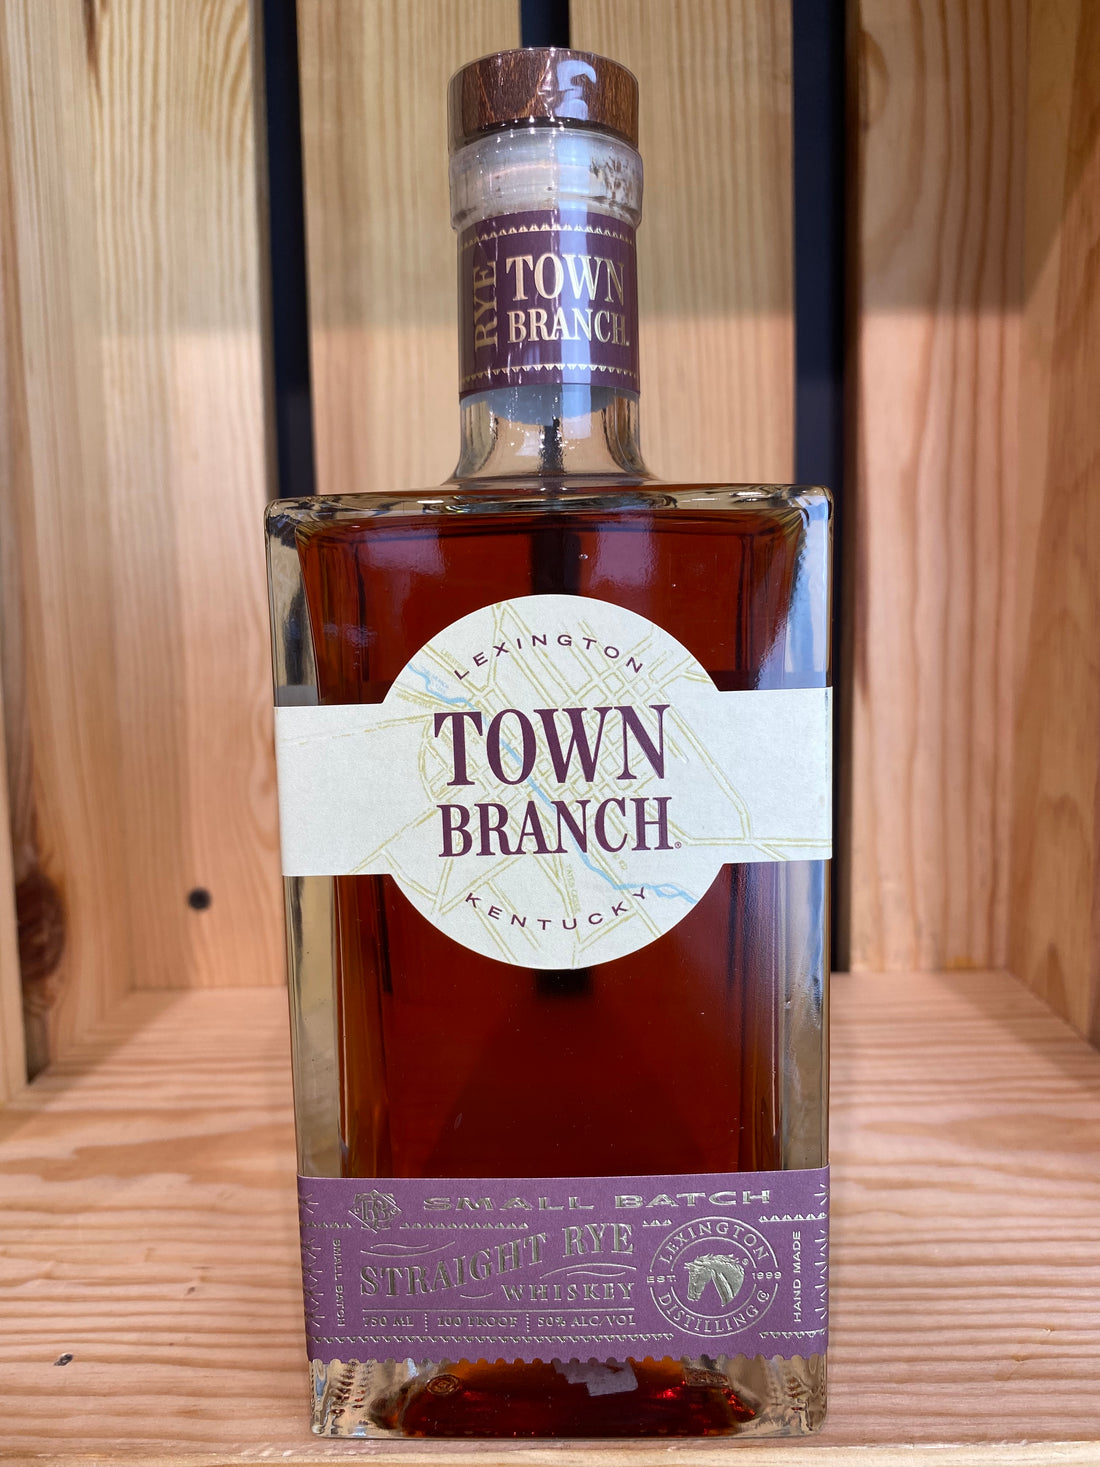 RYE
TOWN
BRANCH
LEXINGTON
TOWN
BRANCH®
KENTUCKY
SMALL BATCH
STRAIGHT RYE
WHISKEY
750 ML | 100 PROOF | 50% ALC/VOL
SMALL BATCH
LEXINGTON
EST. 1999
DISTILLING Co
HAND MADE